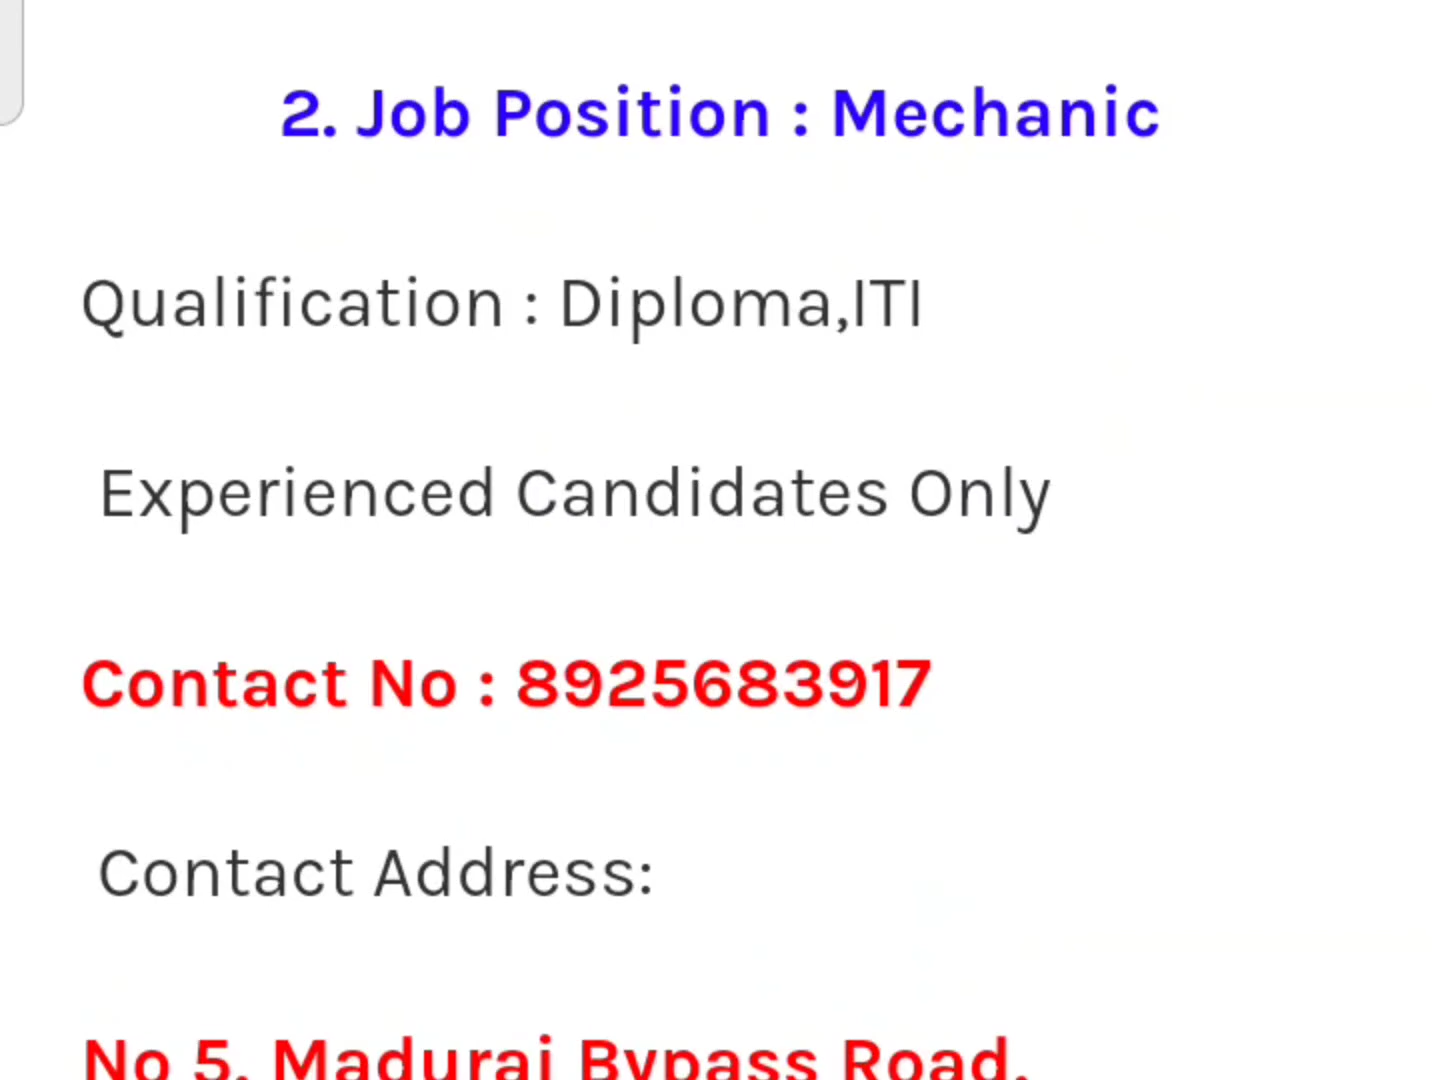 2. Job Position : Mechanic
Qualification : Diploma,ITI
Experienced Candidates Only
Contact No : 8925683917
Contact Address:
No 5, Madurai Bypass Road,